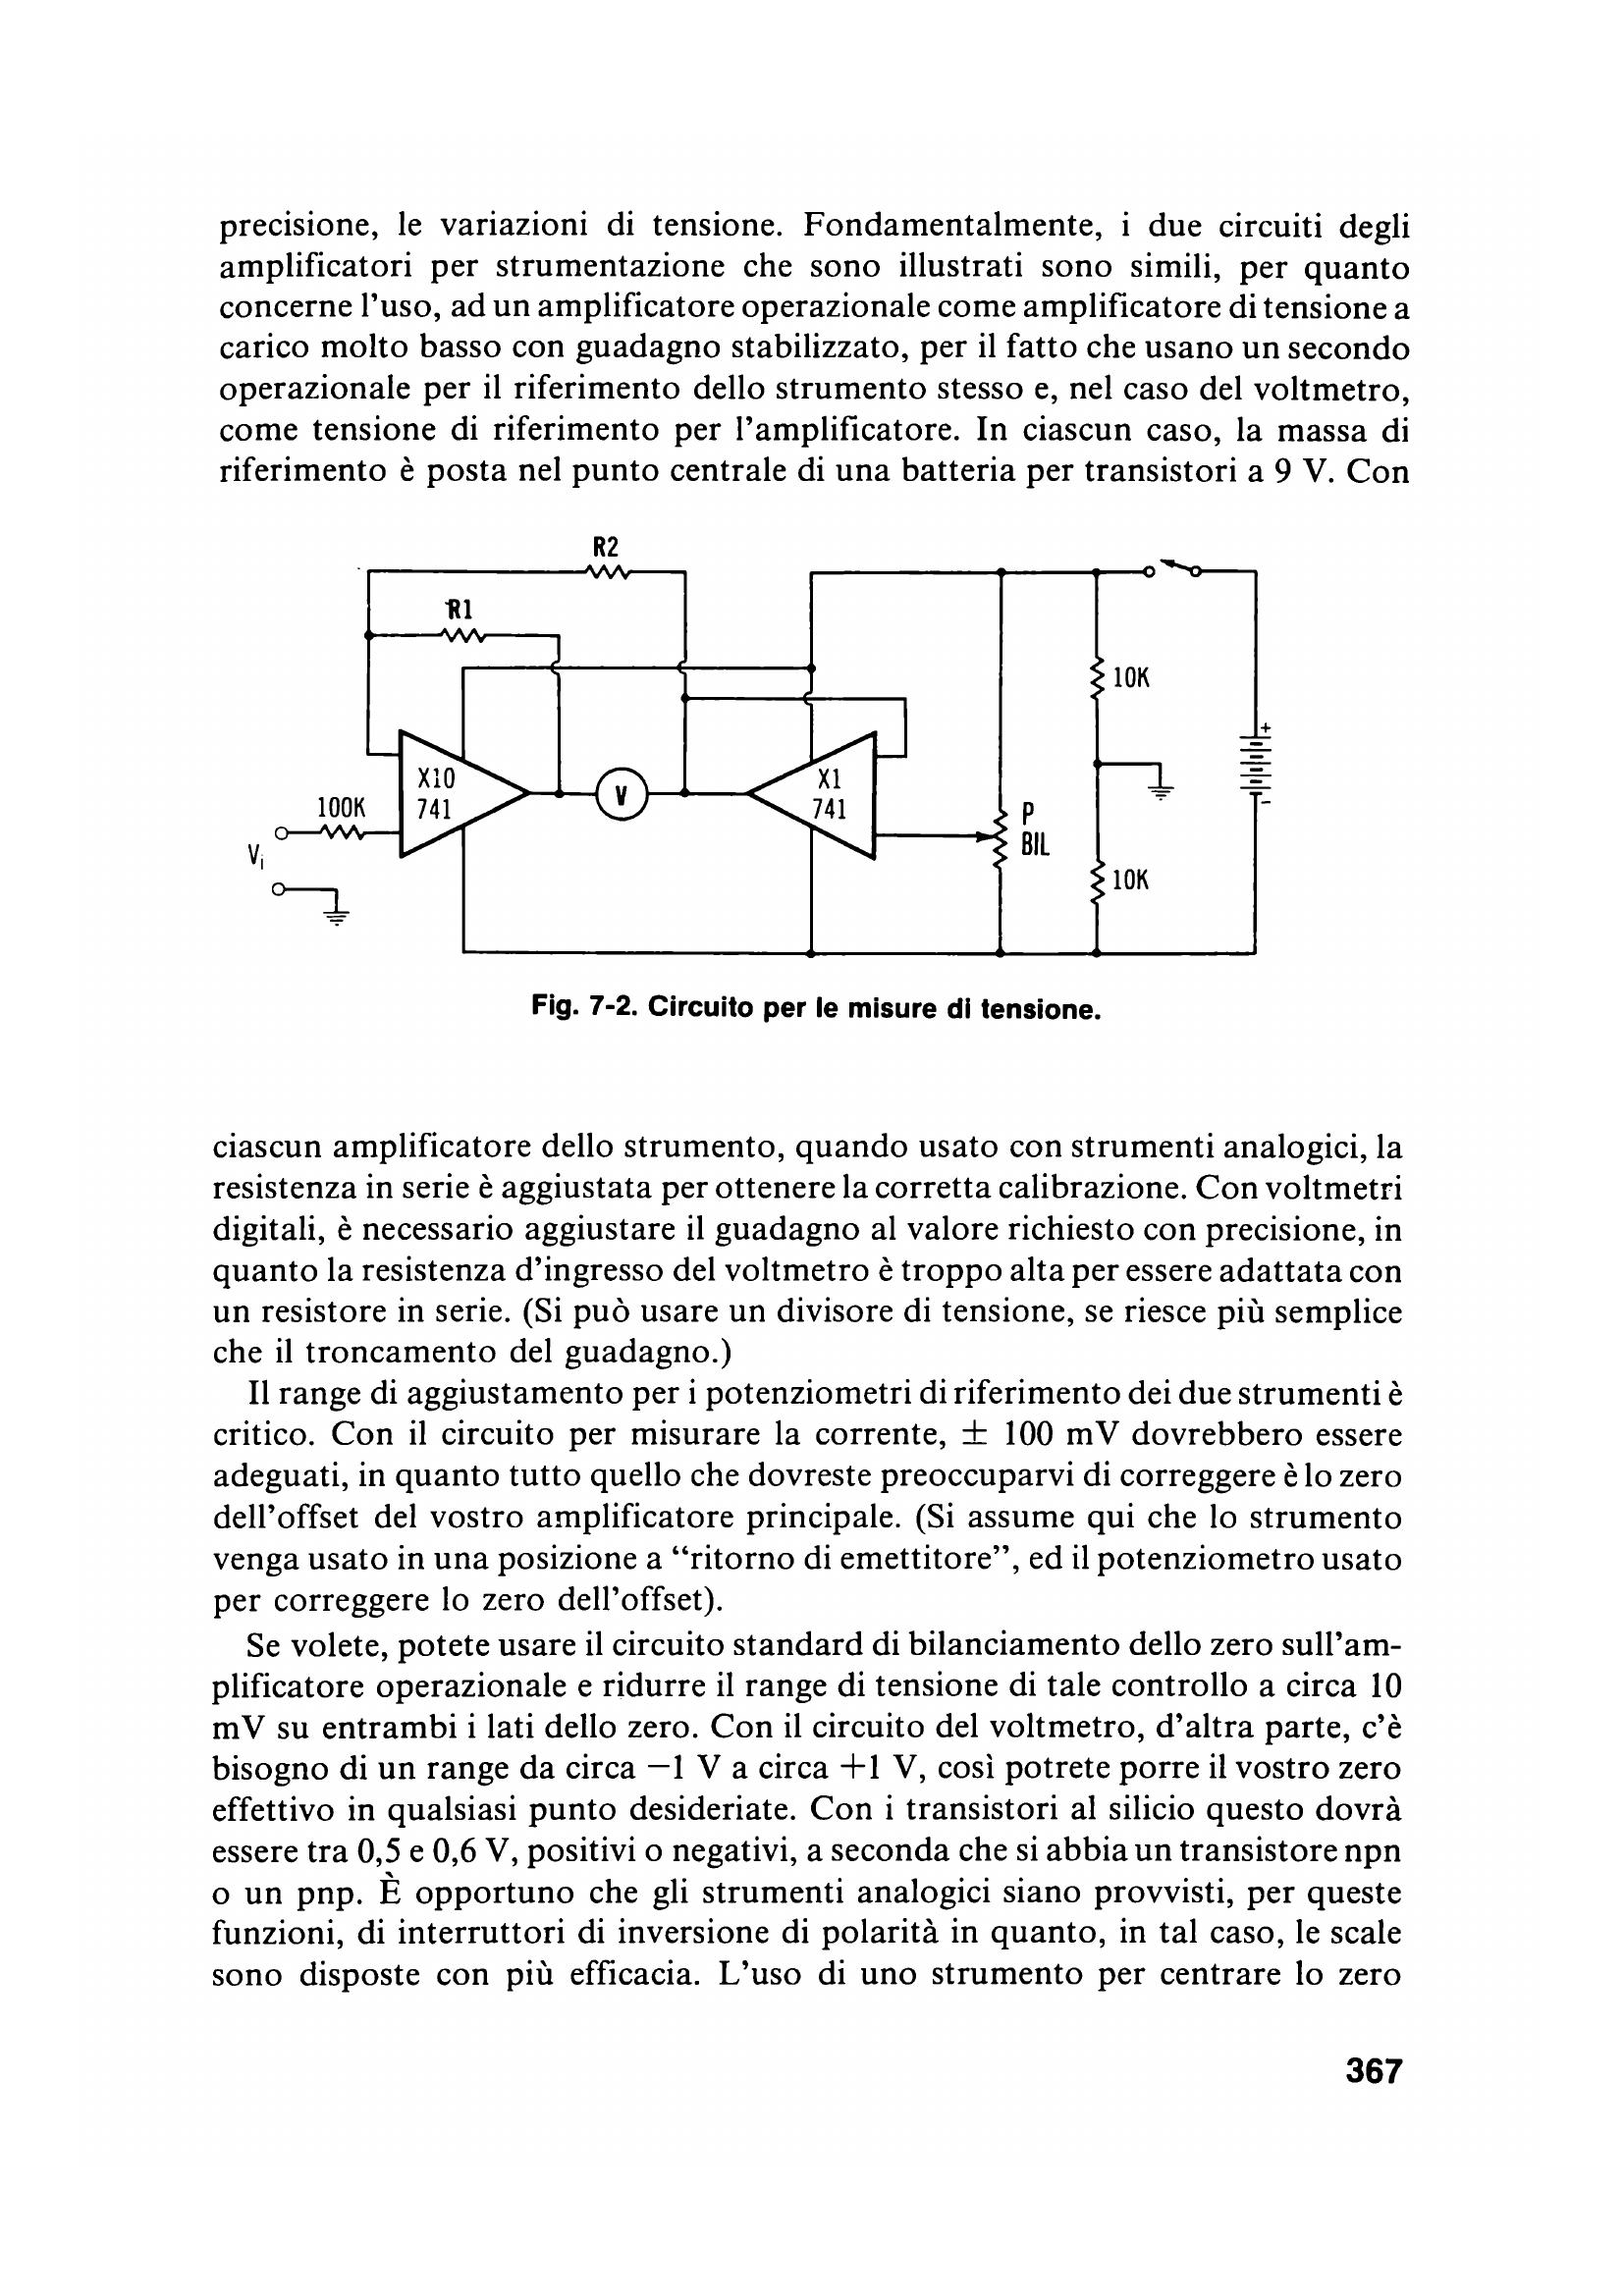 precisione, le variazioni di tensione. Fondamentalmente, i due circuiti degli
amplificatori per strumentazione che sono illustrati sono simili, per quanto
concerne l'uso, ad un amplificatore operazionale come amplificatore di tensione a
carico molto basso con guadagno stabilizzato, per il fatto che usano un secondo
operazionale per il riferimento dello strumento stesso e, nel caso del voltmetro,
come tensione di riferimento per l'amplificatore. In ciascun caso, la massa di
riferimento è posta nel punto centrale di una batteria per transistori a 9 V. Con
R2
R1
10K
+
X10
741
V
X1
741
100K
P
BIL
Vi
10K
-
Fig. 7-2. Circuito per le misure di tensione.
ciascun amplificatore dello strumento, quando usato con strumenti analogici, la
resistenza in serie è aggiustata per ottenere la corretta calibrazione. Con voltmetri
digitali, è necessario aggiustare il guadagno al valore richiesto con precisione, in
quanto la resistenza d'ingresso del voltmetro è troppo alta per essere adattata con
un resistore in serie. (Si può usare un divisore di tensione, se riesce più semplice
che il troncamento del guadagno.)
Il range di aggiustamento per i potenziometri di riferimento dei due strumenti è
critico. Con il circuito per misurare la corrente, ± 100 mV dovrebbero essere
adeguati, in quanto tutto quello che dovreste preoccuparvi di correggere è lo zero
dell'offset del vostro amplificatore principale. (Si assume qui che lo strumento
venga usato in una posizione a “ritorno di emettitore”, ed il potenziometro usato
per correggere lo zero dell'offset).
Se volete, potete usare il circuito standard di bilanciamento dello zero sull'am-
plificatore operazionale e ridurre il range di tensione di tale controllo a circa 10
mV su entrambi i lati dello zero. Con il circuito del voltmetro, d'altra parte, c'è
bisogno di un range da circa −1 V a circa +1 V, così potrete porre il vostro zero
effettivo in qualsiasi punto desideriate. Con i transistori al silicio questo dovrà
essere tra 0,5 e 0,6 V, positivi o negativi, a seconda che si abbia un transistore npn
o un pnp. È opportuno che gli strumenti analogici siano provvisti, per queste
funzioni, di interruttori di inversione di polarità in quanto, in tal caso, le scale
sono disposte con più efficacia. L'uso di uno strumento per centrare lo zero
367